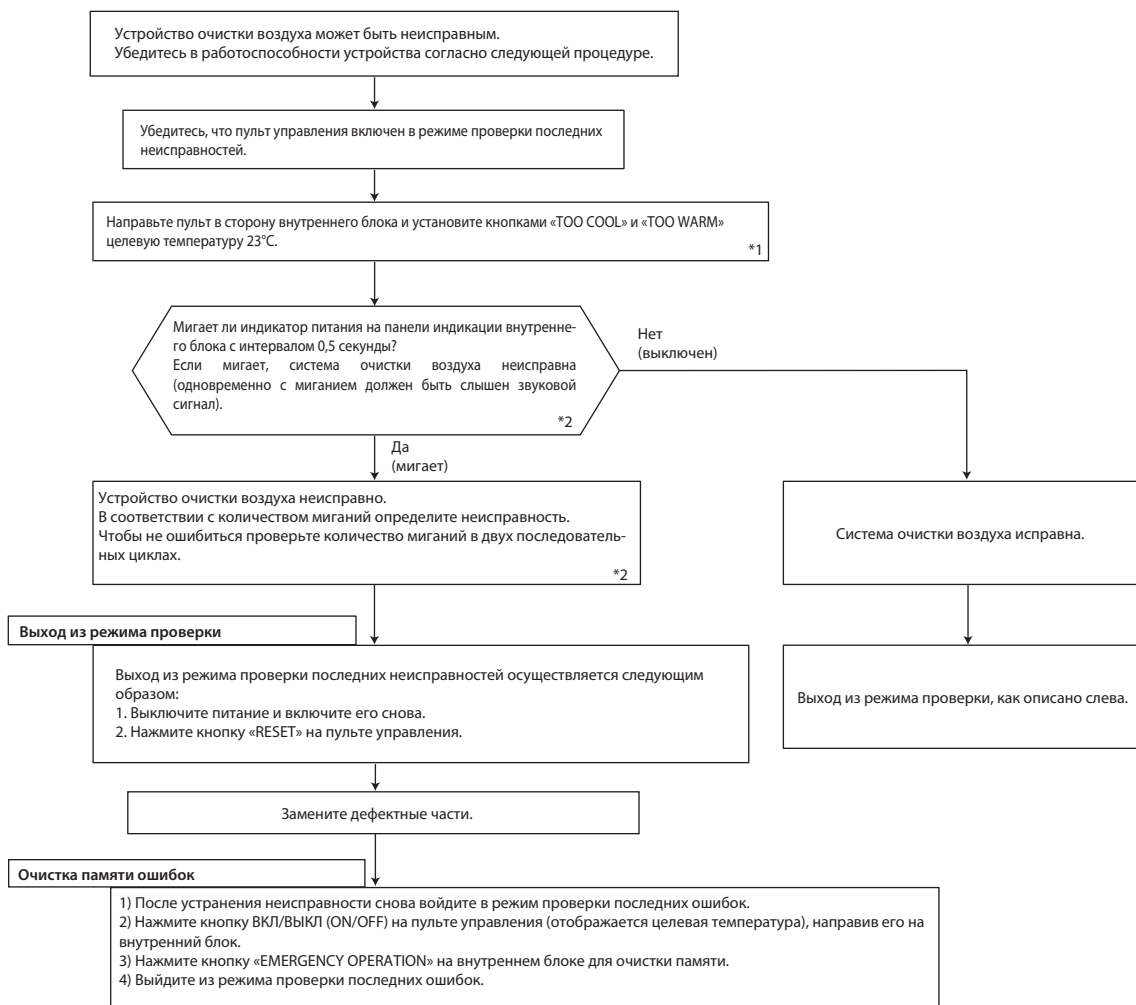 Устройство очистки воздуха может быть неисправным.
Убедитесь в работоспособности устройства согласно следующей процедуре.
Убедитесь, что пульт управления включен в режиме проверки последних
неисправностей.
Направьте пульт в сторону внутреннего блока и установите кнопками «TOO COOL» и «TOO WARM»
целевую температуру 23°С.
*1
Мигает ли индикатор питания на панели индикации внутренне-
го блока с интервалом 0,5 секунды?
Если мигает, система очистки воздуха неисправна
(одновременно с миганием должен быть слышен звуковой
сигнал).
*2
Нет
(выключен)
Да
(мигает)
Устройство очистки воздуха неисправно.
В соответствии с количеством миганий определите неисправность.
Чтобы не ошибиться проверьте количество миганий в двух последователь-
ных циклах.
*2
Система очистки воздуха исправна.
Выход из режима проверки
Выход из режима проверки последних неисправностей осуществляется следующим
образом:
1. Выключите питание и включите его снова.
2. Нажмите кнопку «RESET» на пульте управления.
Выход из режима проверки, как описано слева.
Замените дефектные части.
Очистка памяти ошибок
1) После устранения неисправности снова войдите в режим проверки последних ошибок.
2) Нажмите кнопку ВКЛ/ВЫКЛ (ON/OFF) на пульте управления (отображается целевая температура), направив его на
внутренний блок.
3) Нажмите кнопку «EMERGENCY OPERATION» на внутреннем блоке для очистки памяти.
4) Выйдите из режима проверки последних ошибок.